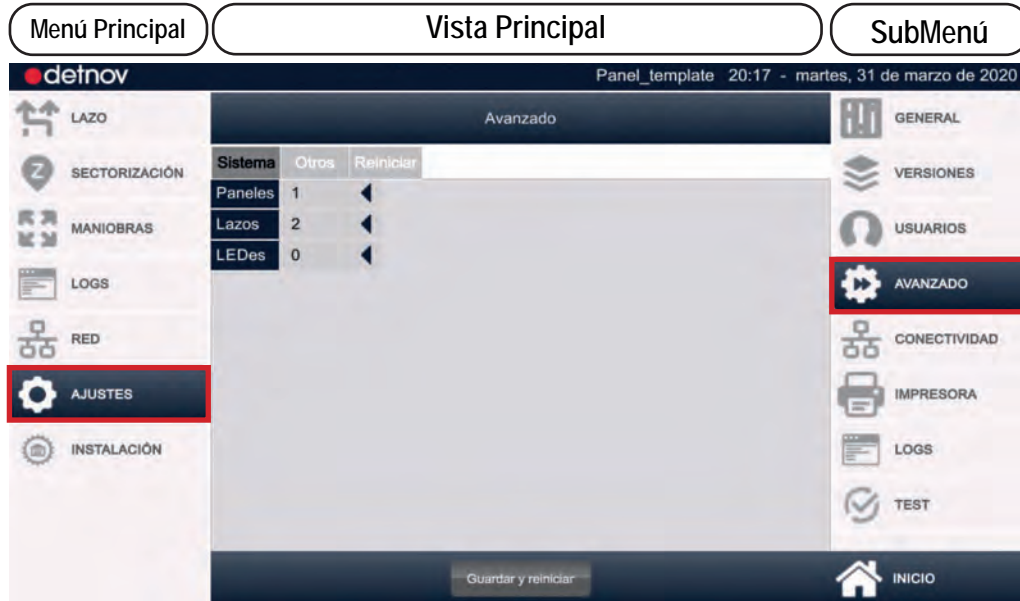 Menú Principal
Vista Principal
SubMenú
detnov
Panel_template 20:17 - martes, 31 de marzo de 2020
LAZO
SECTORIZACIÓN
MANIOBRAS
LOGS
RED
AJUSTES
INSTALACIÓN
Avanzado
Sistema Otros Reiniciar
Paneles 1
Lazos 2
LEDes 0
Guardar y reiniciar
GENERAL
VERSIONES
USUARIOS
AVANZADO
CONECTIVIDAD
IMPRESORA
LOGS
TEST
INICIO